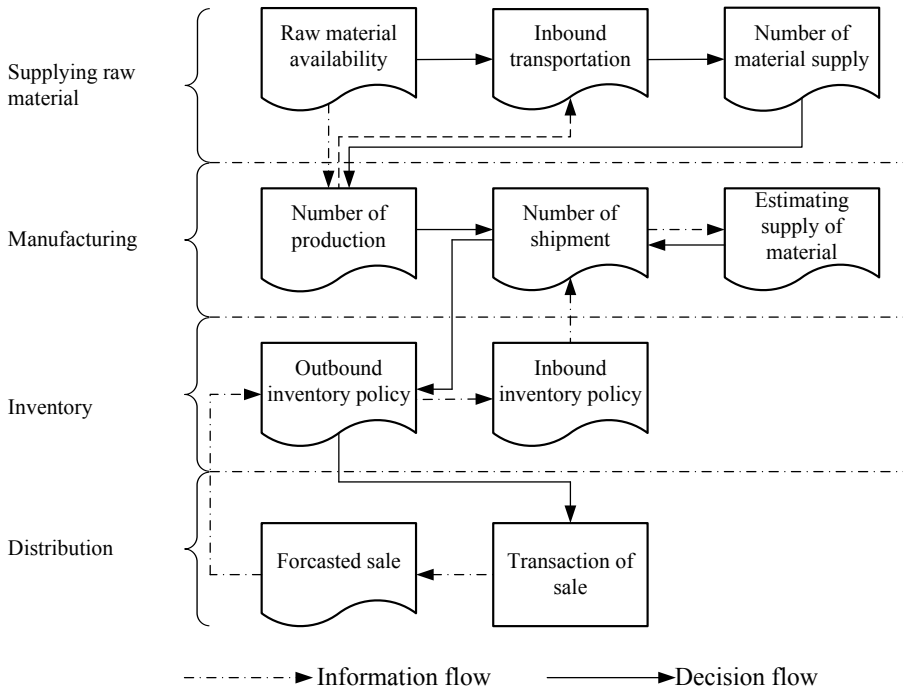 Supplying raw
material
Raw material
availability
Inbound
transportation
Number of
material supply
Manufacturing
Number of
production
Number of
shipment
Estimating
supply of
material
Inventory
Outbound
inventory policy
Inbound
inventory policy
Distribution
Forcasted sale
Transaction of
sale
Information flow
Decision flow